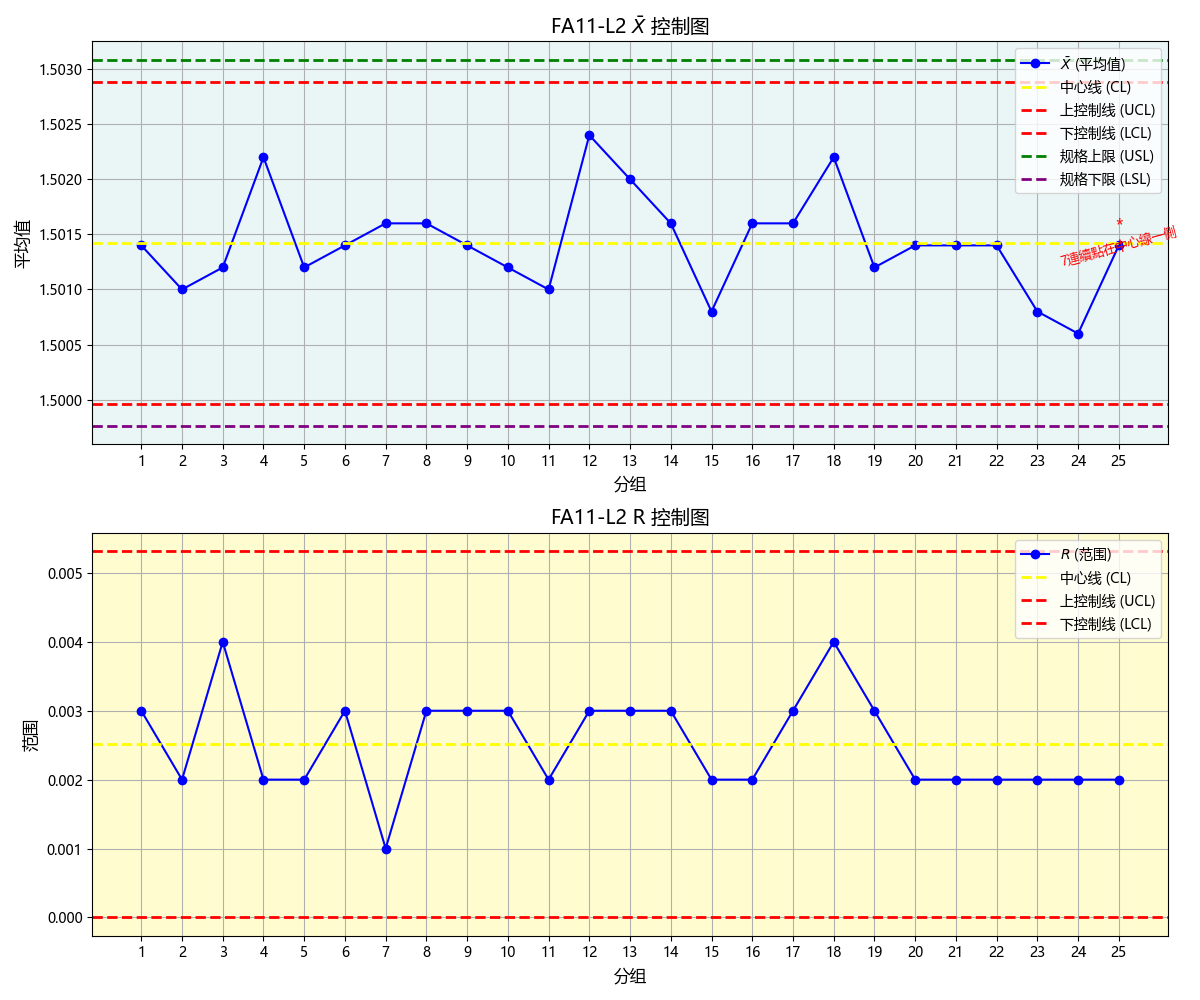 FA11-L2 X̄ 控制图
1.5030
1.5025
1.5020
1.5015
1.5010
1.5005
1.5000
平均值
X̄ (平均值)
中心线 (CL)
上控制线 (UCL)
下控制线 (LCL)
规格上限 (USL)
规格下限 (LSL)
*
7連續點在中心線一側
1 2 3 4 5 6 7 8 9 10 11 12 13 14 15 16 17 18 19 20 21 22 23 24 25
分组
FA11-L2 R 控制图
0.005
0.004
0.003
0.002
0.001
0.000
范围
R (范围)
中心线 (CL)
上控制线 (UCL)
下控制线 (LCL)
1 2 3 4 5 6 7 8 9 10 11 12 13 14 15 16 17 18 19 20 21 22 23 24 25
分组